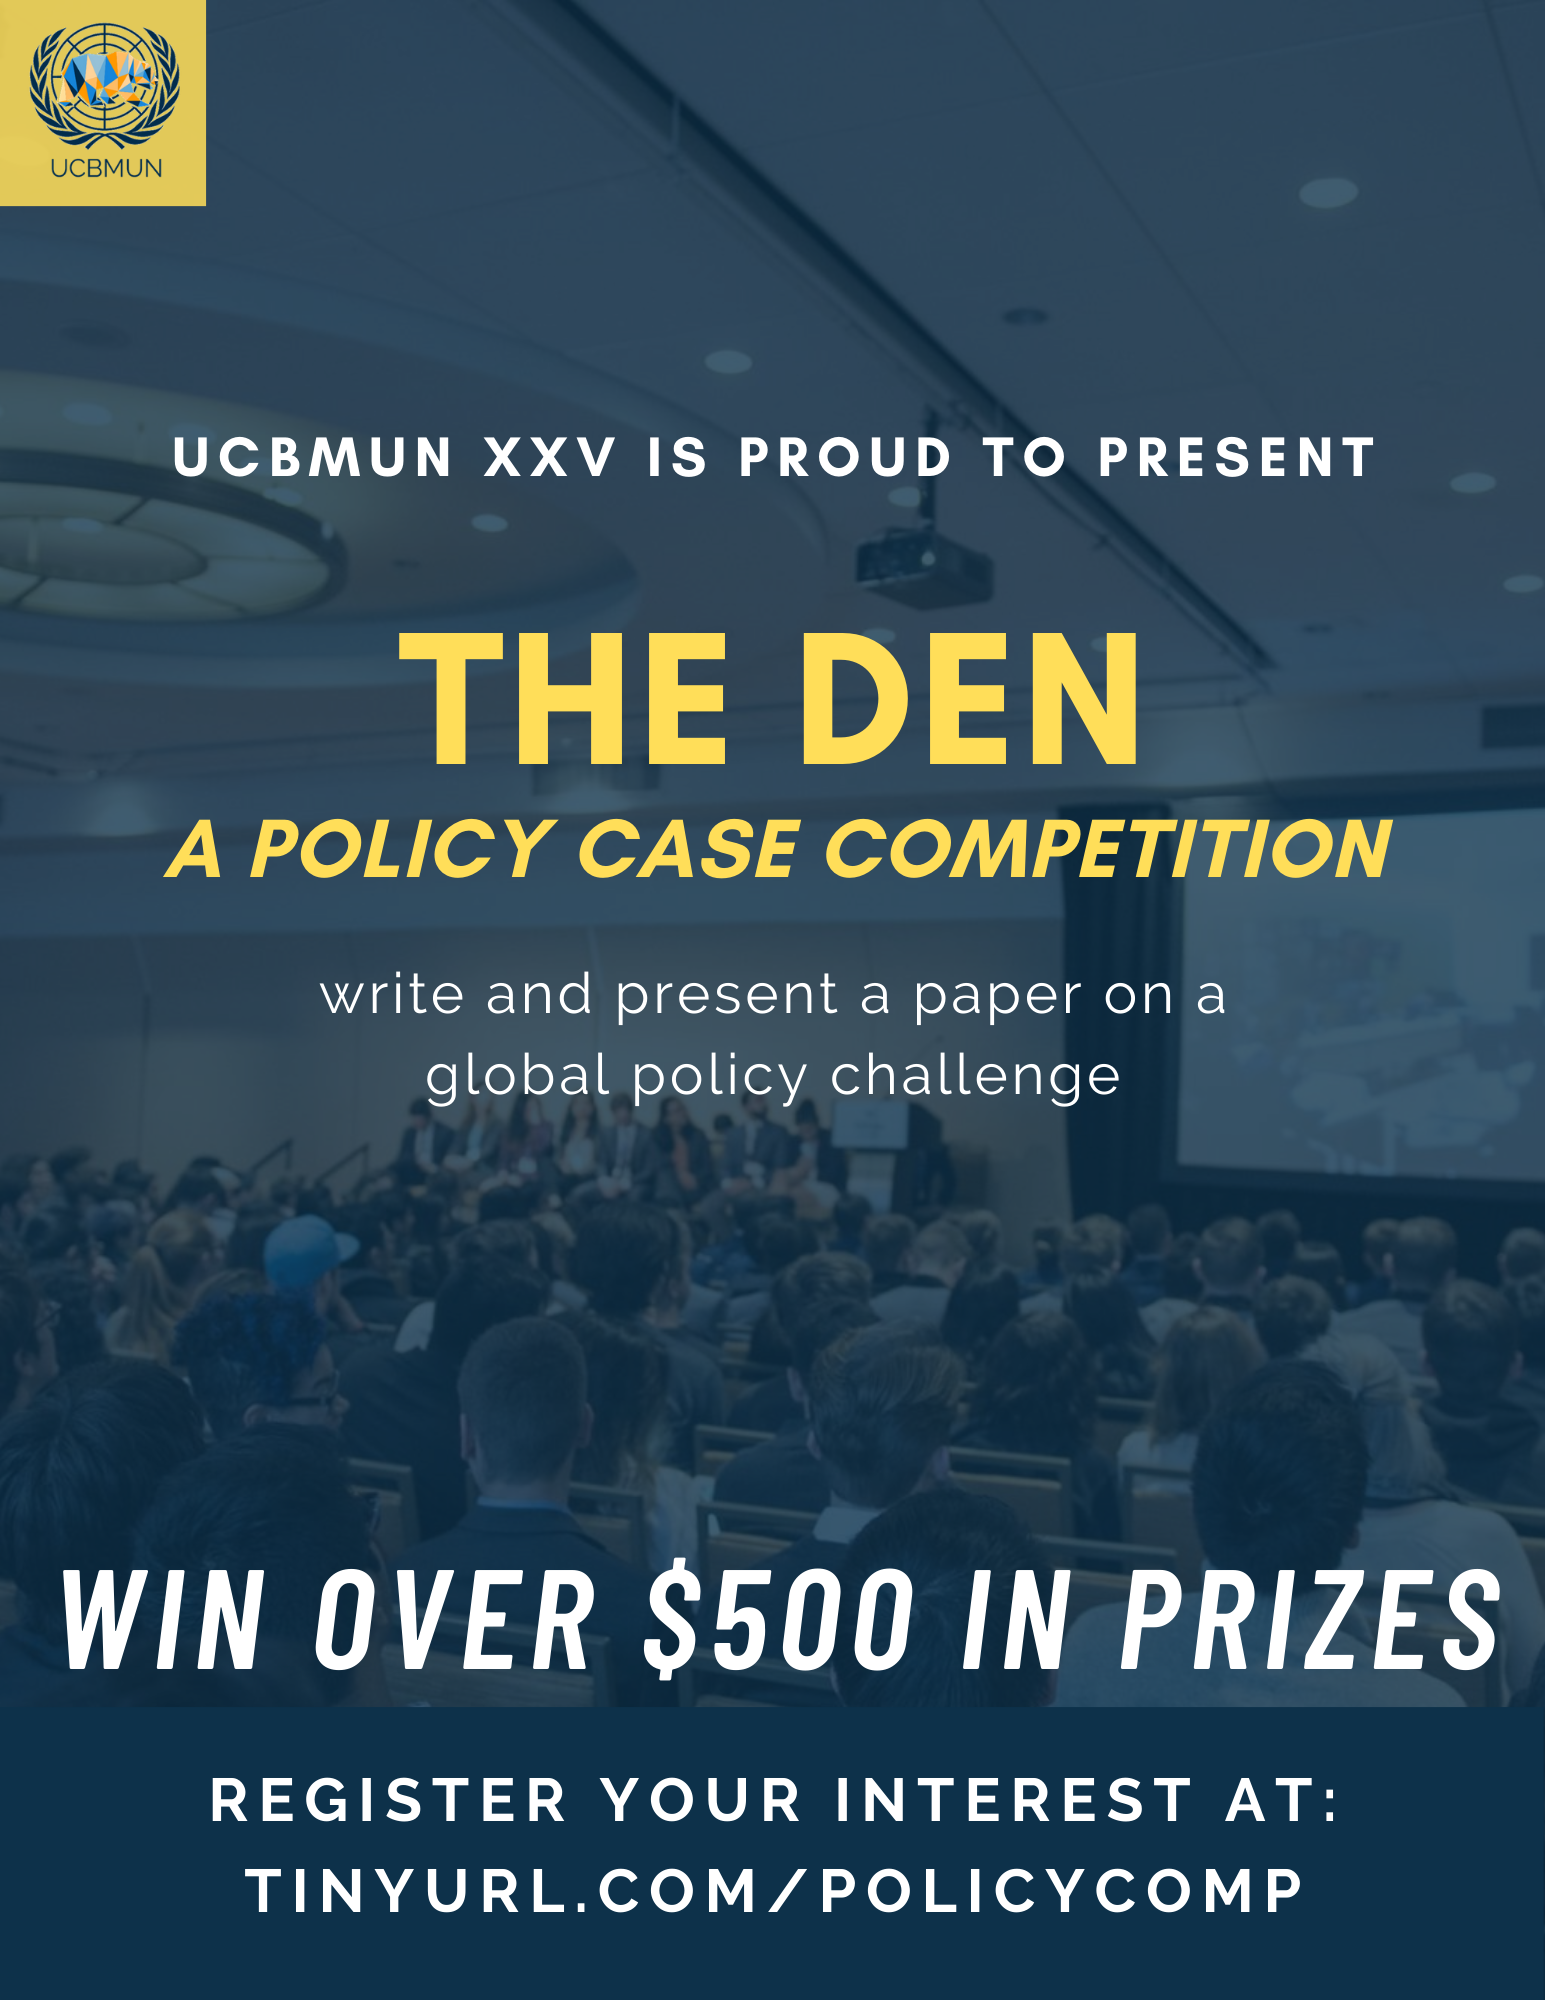 UCBMUN
UCBMUN XXV IS PROUD TO PRESENT
THE DEN
A POLICY CASE COMPETITION
write and present a paper on a
global policy challenge
WIN OVER $500 IN PRIZES
REGISTER YOUR INTEREST AT:
TINYURL.COM/POLICYCOMP